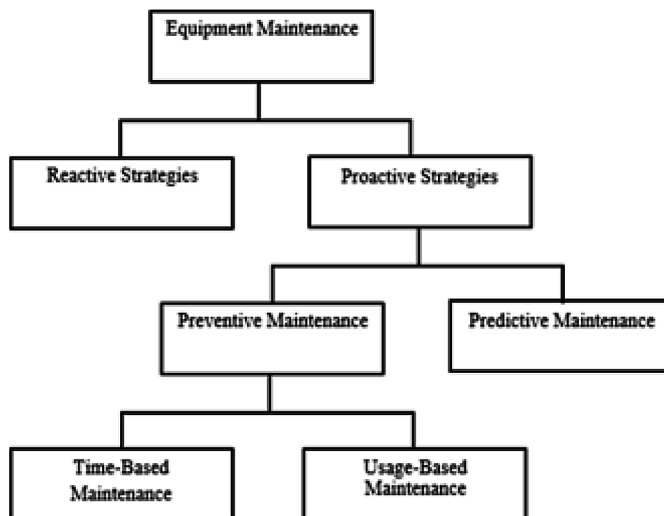 Equipment Maintenance
Reactive Strategies
Proactive Strategies
Preventive Maintenance
Predictive Maintenance
Time-Based
Maintenance
Usage-Based
Maintenance